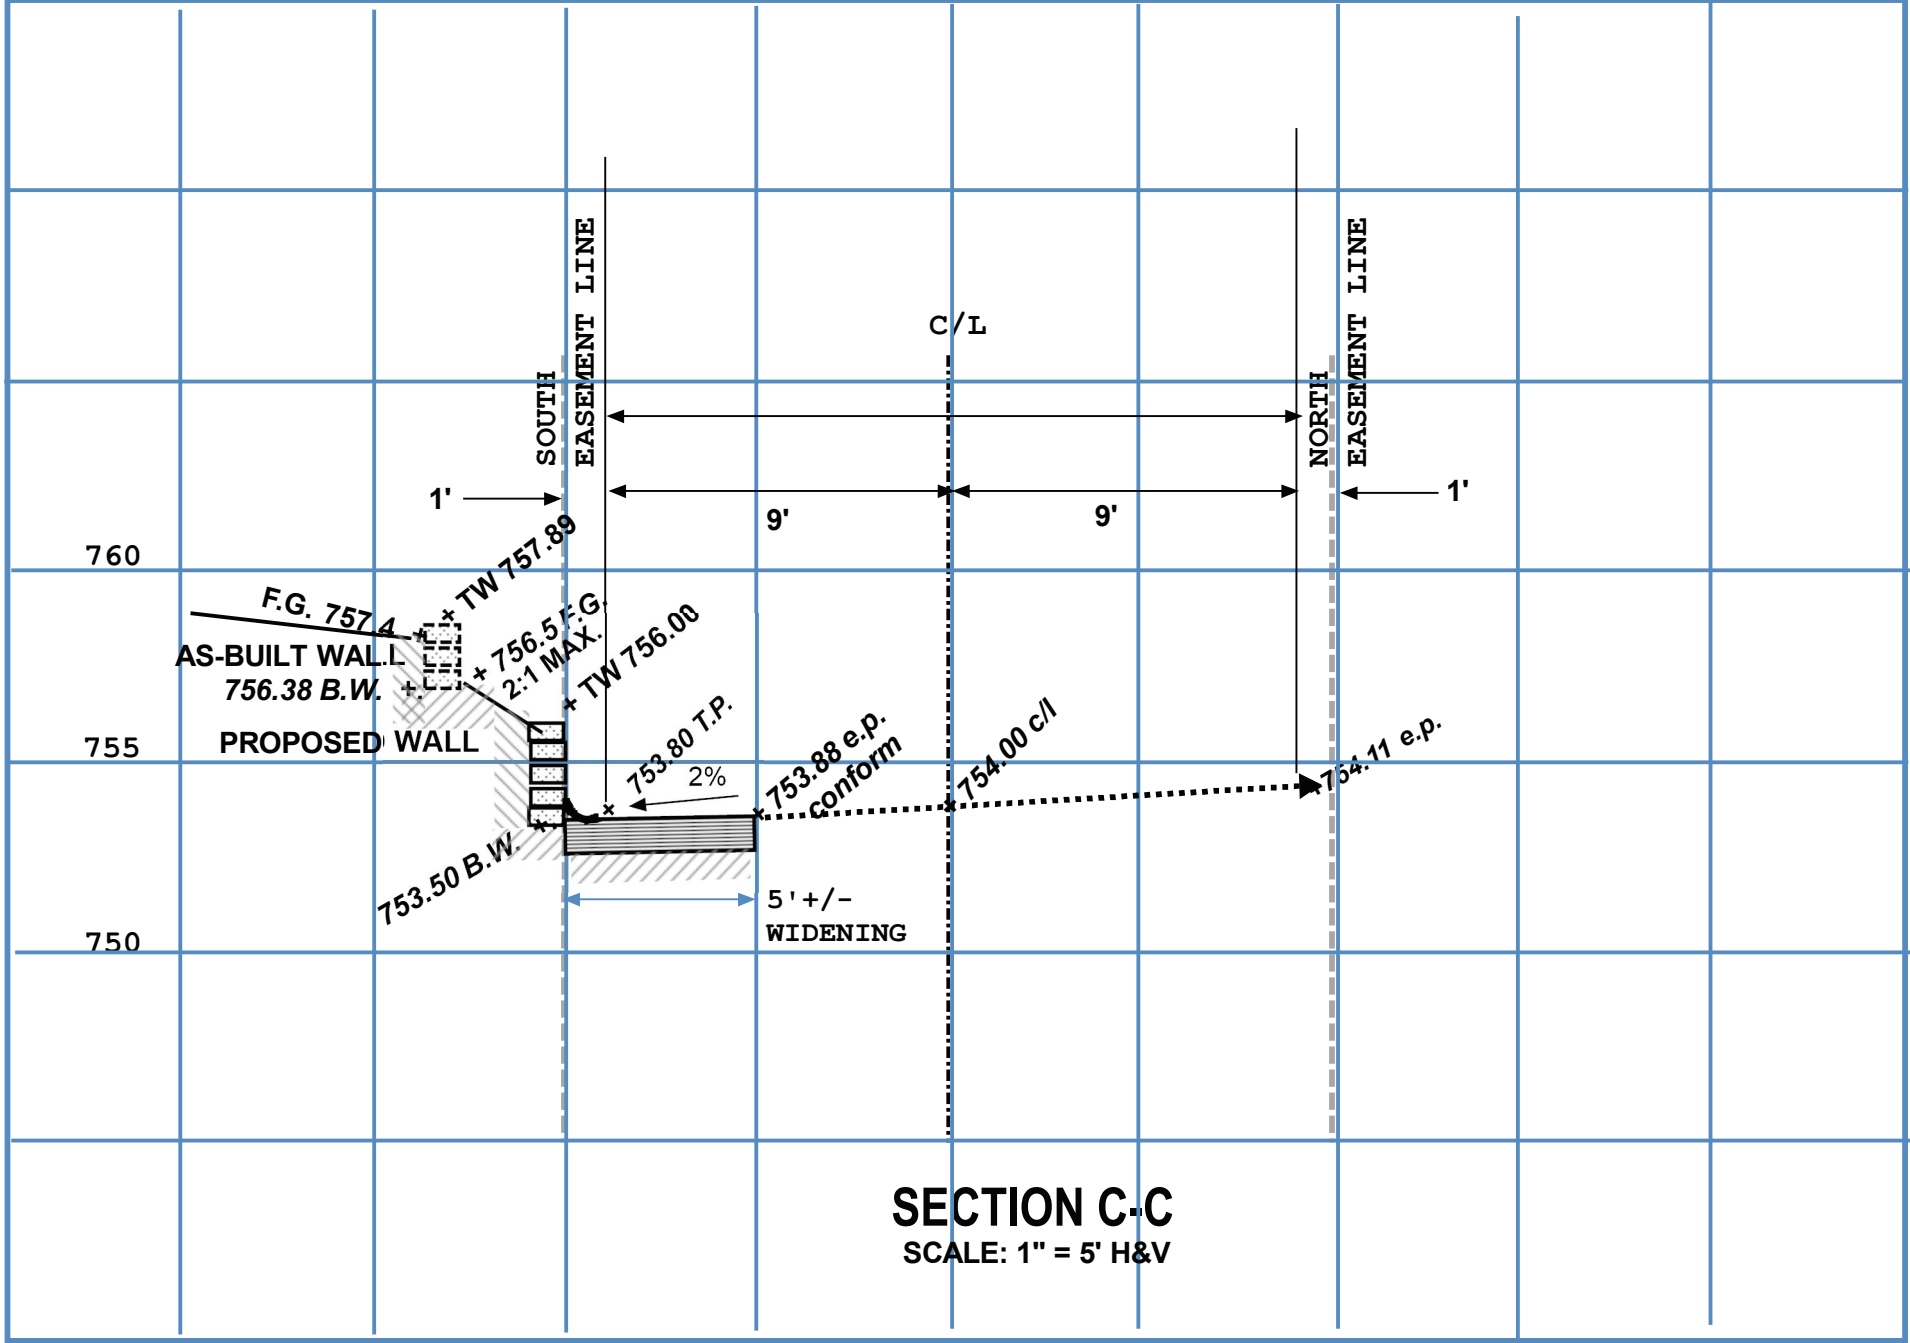 SOUTH
EASEMENT LINE
C/L
NORTH
EASEMENT LINE
1'
9'
9'
1'
760
TW 757.89
F.G. 757.4
756.5 F.G.
2:1 MAX.
TW 756.00
AS-BUILT WALL
756.38 B.W.
PROPOSED WALL
755
753.80 T.P.
2%
753.88 e.p.
conform
754.00 c/l
754.11 e.p.
753.50 B.W.
5'+/-
WIDENING
750
SECTION C-C
SCALE: 1" = 5' H&V